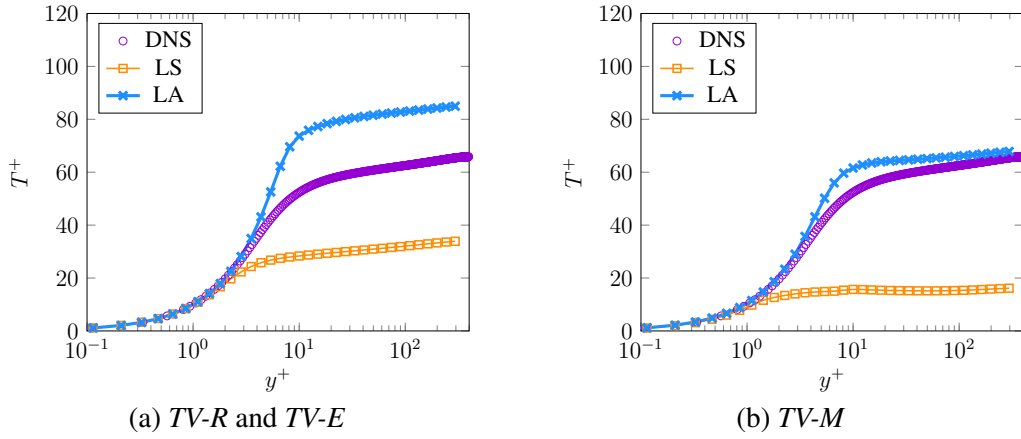 120
100
80
60
40
20
0
T⁺
DNS
LS
LA
10⁻¹ 10⁰ 10¹ 10²
y⁺
(a) TV-R and TV-E
120
100
80
60
40
20
0
T⁺
DNS
LS
LA
10⁻¹ 10⁰ 10¹ 10²
y⁺
(b) TV-M